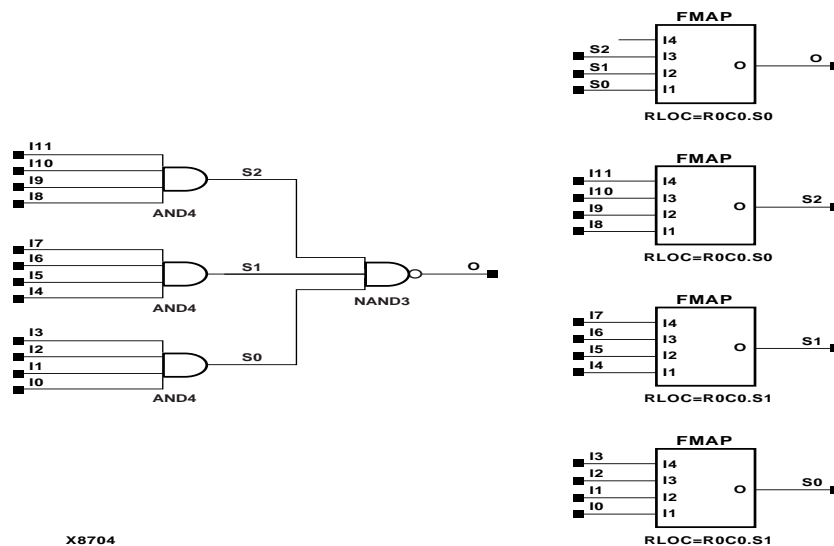 I11
I10
I9
I8
AND4
S2
I7
I6
I5
I4
AND4
S1
NAND3
O
I3
I2
I1
I0
AND4
S0
X8704
FMAP
I4
S2 I3
S1 I2
S0 I1
O O
RLOC=R0C0.S0
FMAP
I11 I4
I10 I3
I9 I2
I8 I1
O S2
RLOC=R0C0.S0
FMAP
I7 I4
I6 I3
I5 I2
I4 I1
O S1
RLOC=R0C0.S1
FMAP
I3 I4
I2 I3
I1 I2
I0 I1
O S0
RLOC=R0C0.S1